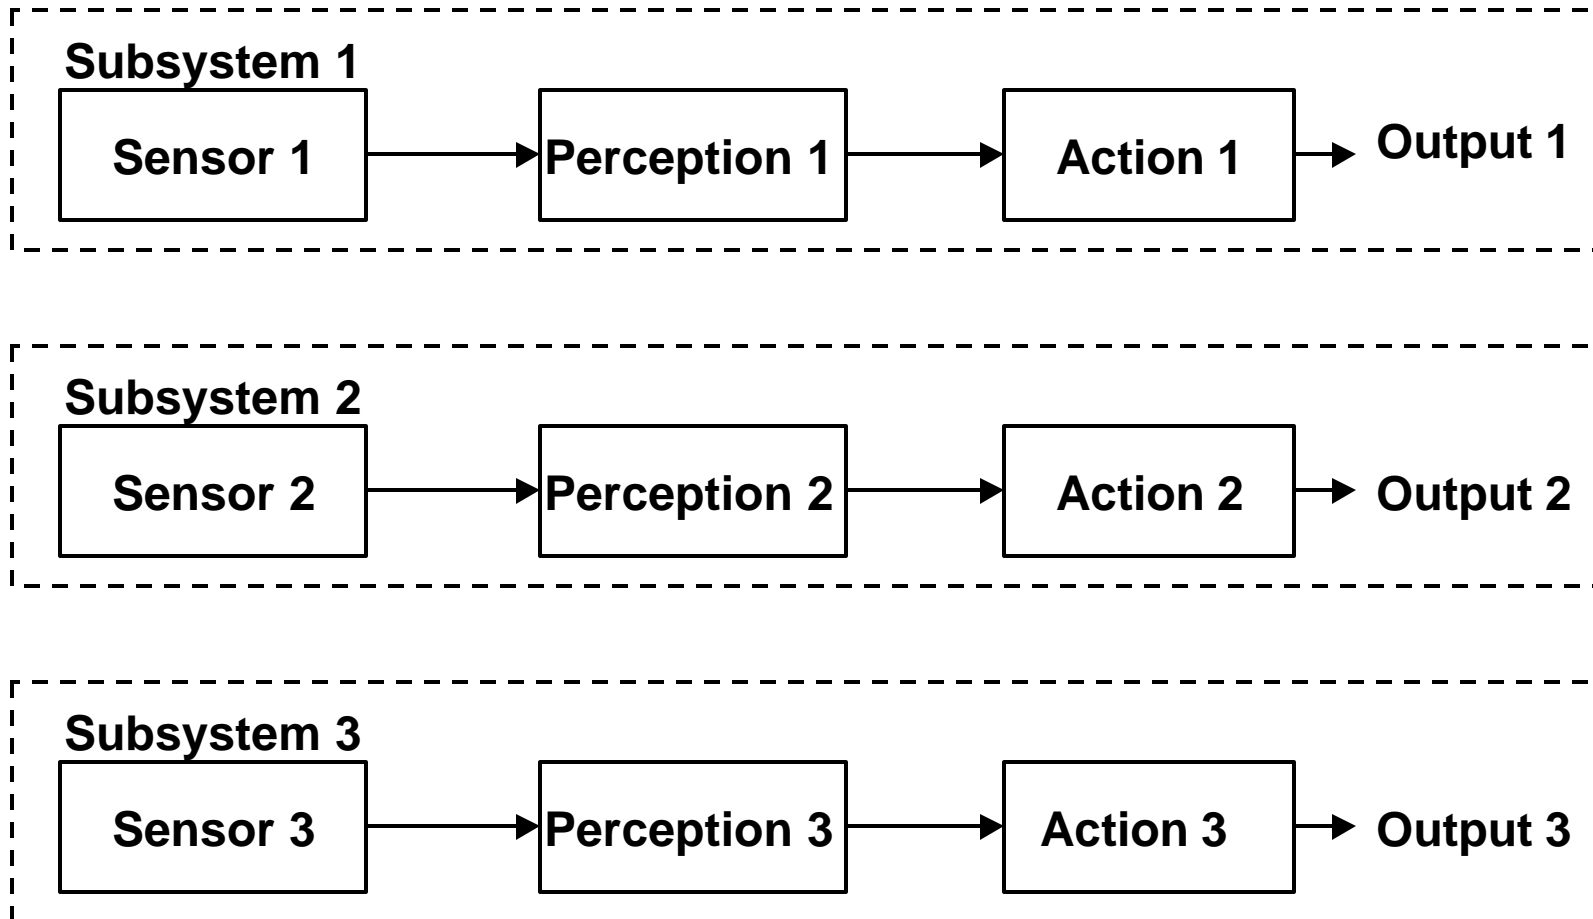 Subsystem 1
Sensor 1
Perception 1
Action 1
Output 1
Subsystem 2
Sensor 2
Perception 2
Action 2
Output 2
Subsystem 3
Sensor 3
Perception 3
Action 3
Output 3